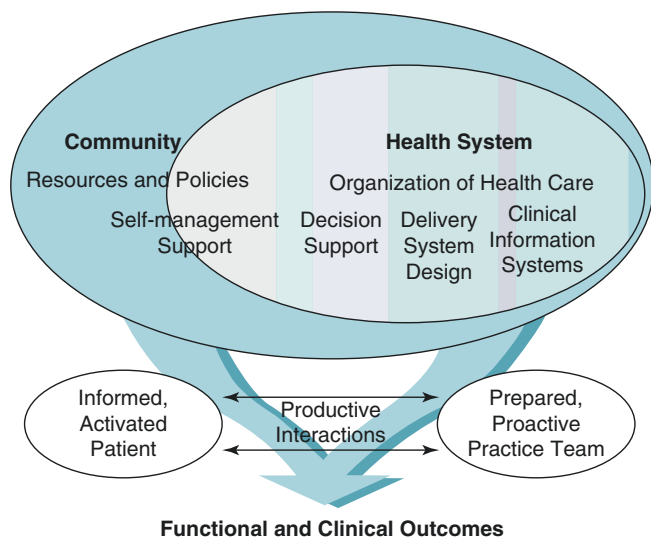 Community
Health System
Resources and Policies
Organization of Health Care
Self-management
Support
Decision
Support
Delivery
System
Design
Clinical
Information
Systems
Informed,
Activated
Patient
Productive
Interactions
Prepared,
Proactive
Practice Team
Functional and Clinical Outcomes